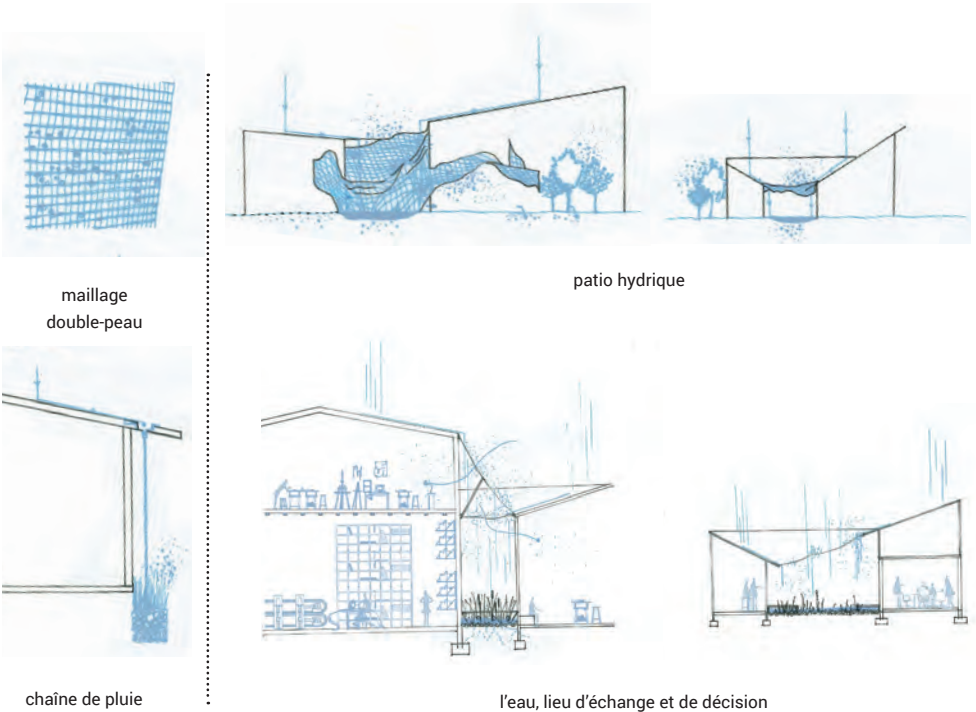 maillage
double-peau
patio hydrique
chaîne de pluie
l'eau, lieu d'échange et de décision